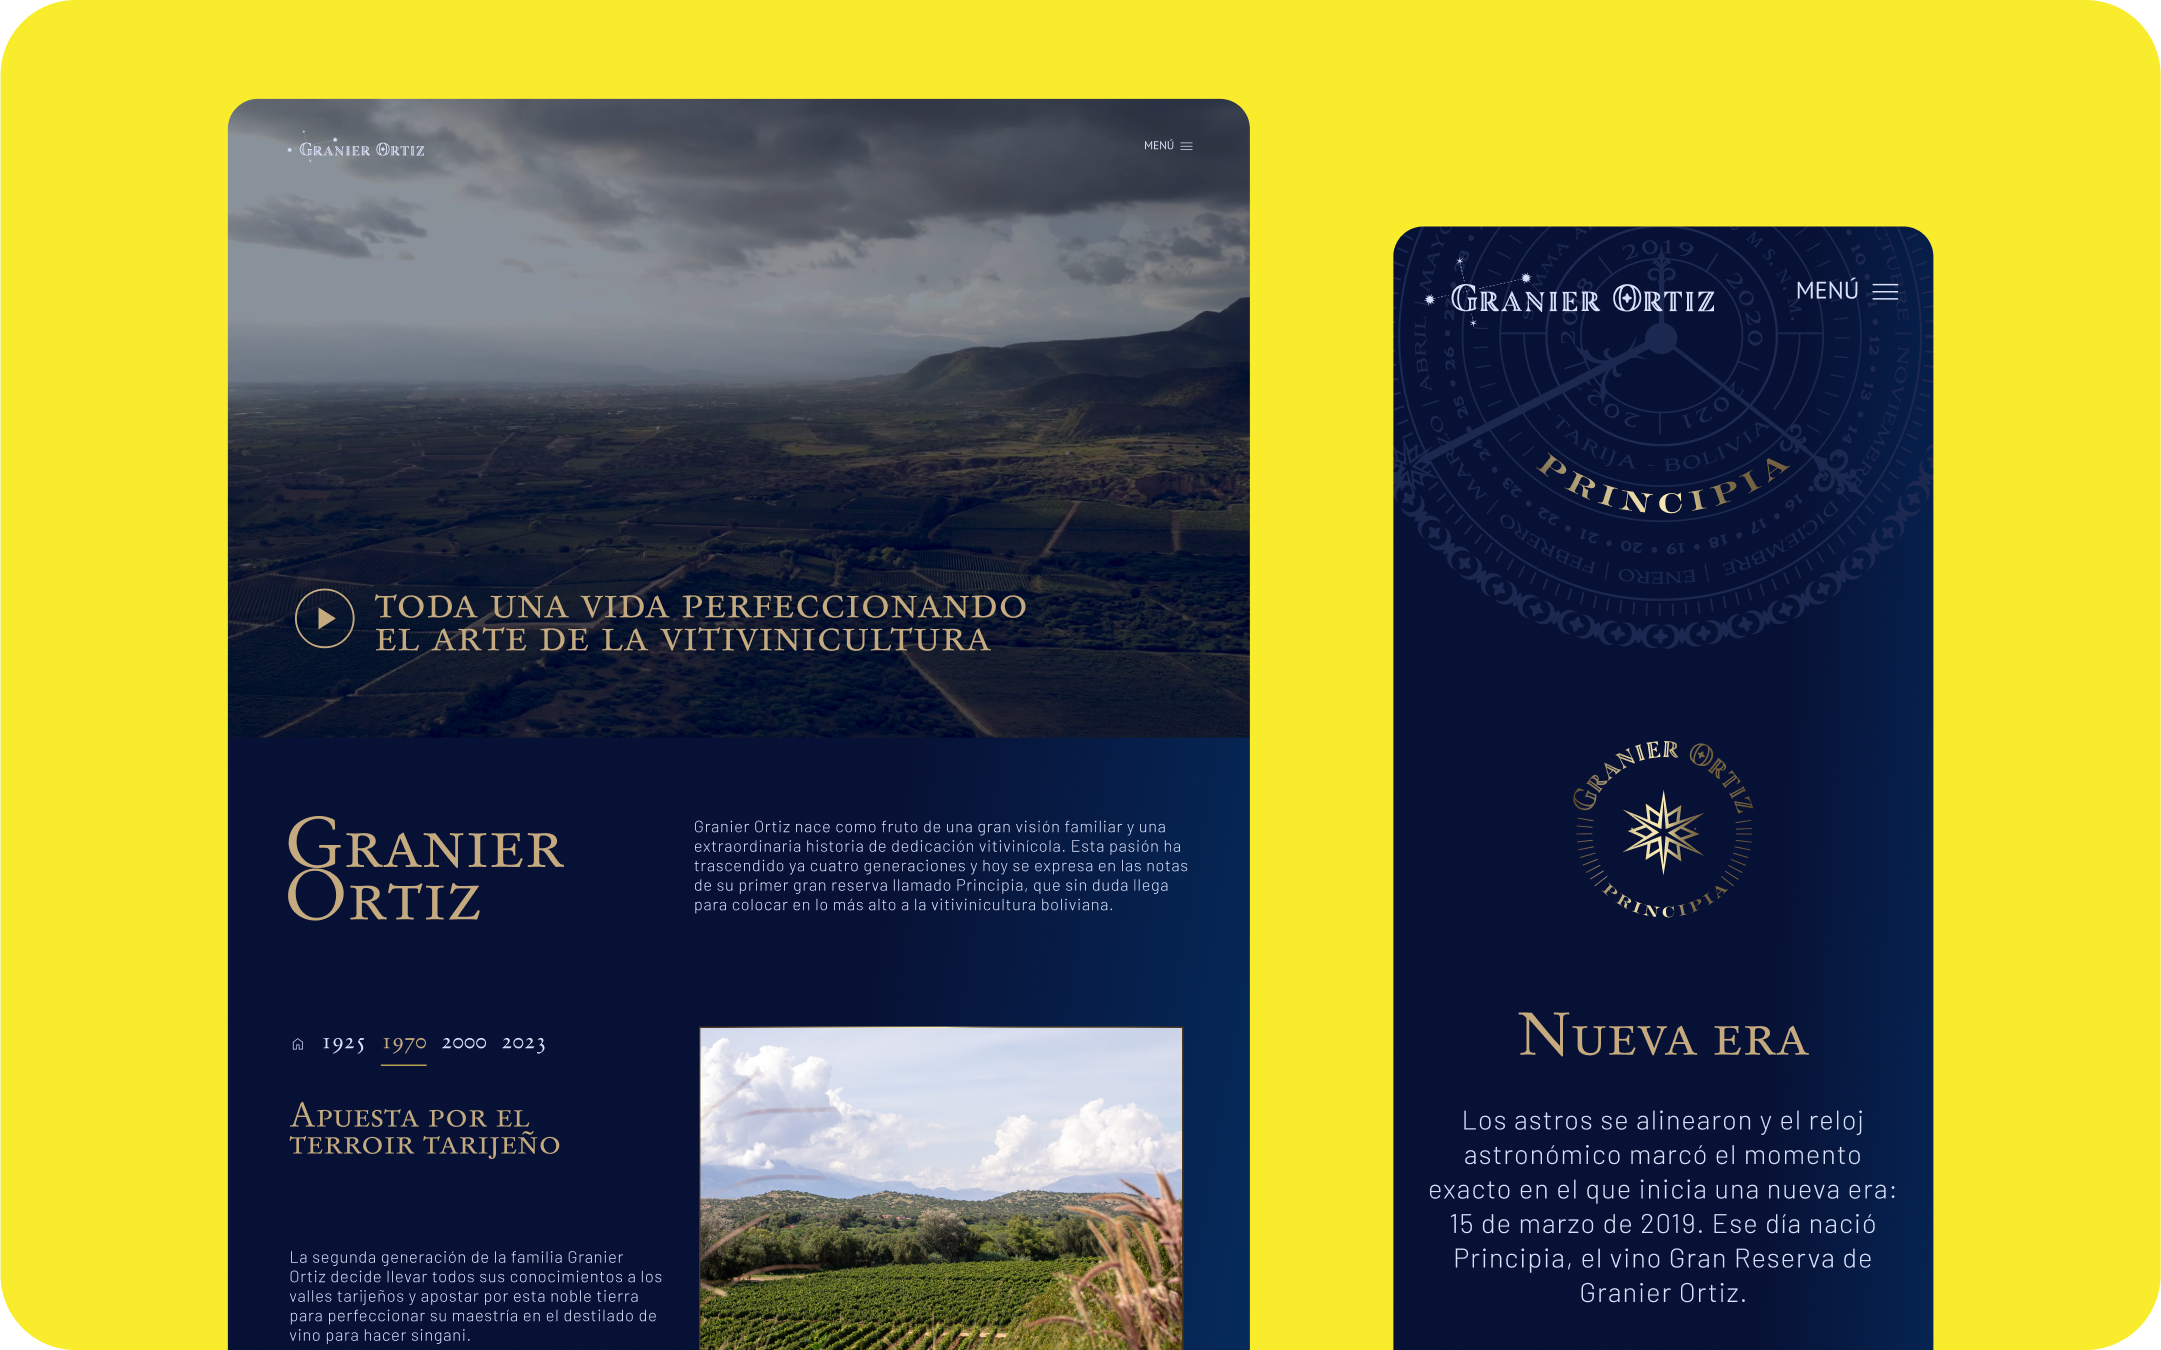 GRANIER ORTIZ
MENÚ
TODA UNA VIDA PERFECCIONANDO
EL ARTE DE LA VITIVINICULTURA
GRANIER
ORTIZ
Granier Ortiz nace como fruto de una gran visión familiar y una
extraordinaria historia de dedicación vitivinícola. Esta pasión ha
trascendido ya cuatro generaciones y hoy se expresa en las notas
de su primer gran reserva llamado Principia, que sin duda llega
para colocar en lo más alto a la vitivinicultura boliviana.
1925 1970 2000 2023
APUESTA POR EL
TERROIR TARIJEÑO
La segunda generación de la familia Granier
Ortiz decide llevar todos sus conocimientos a los
valles tarijeños y apostar por esta noble tierra
para perfeccionar su maestría en el destilado de
vino para hacer singani.
GRANIER ORTIZ
MENÚ
2019
2020
2021
TARIJA - BOLIVIA
PRINCIPIA
ABRIL
FEBRERO | ENERO | DICIEMBRE
22 • 21 • 20 • 19 • 18 • 17 • 16
GRANIER ORTIZ
PRINCIPIA
NUEVA ERA
Los astros se alinearon y el reloj
astronómico marcó el momento
exacto en el que inicia una nueva era:
15 de marzo de 2019. Ese día nació
Principia, el vino Gran Reserva de
Granier Ortiz.